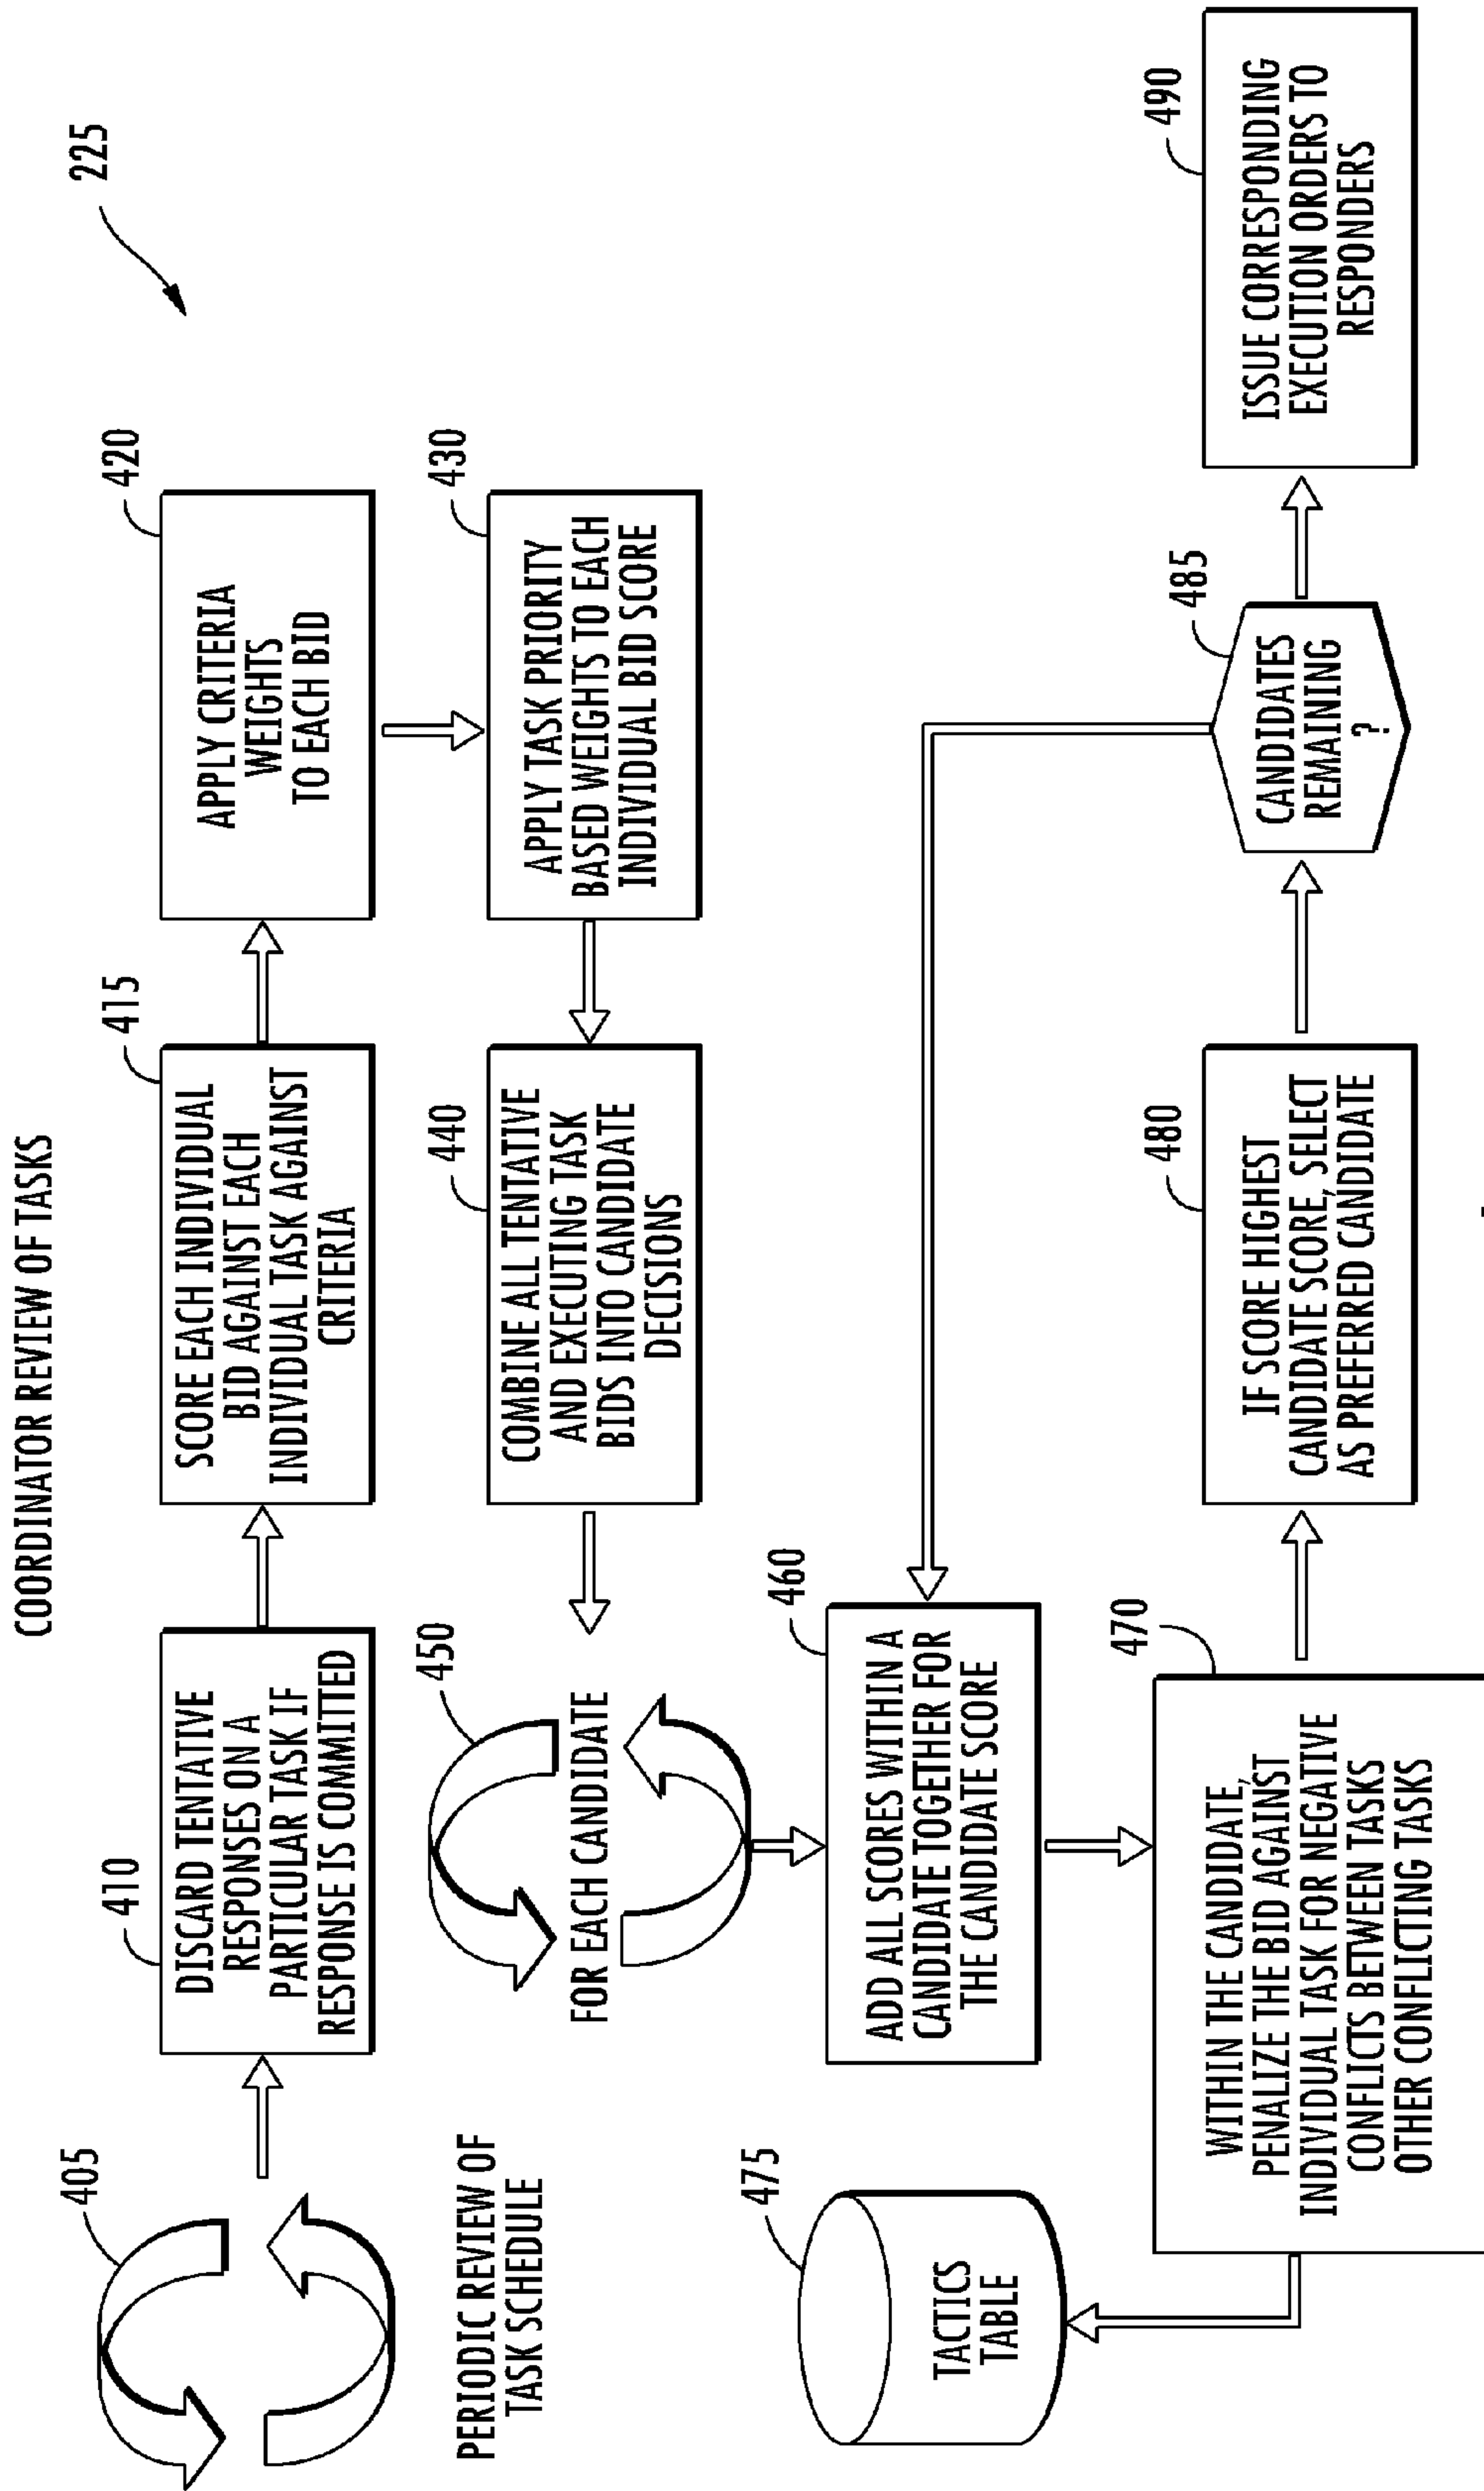 COORDINATOR REVIEW OF TASKS
225
405
PERIODIC REVIEW OF
TASK SCHEDULE
410
DISCARD TENTATIVE
RESPONSES ON A
PARTICULAR TASK IF
RESPONSE IS COMMITTED
415
SCORE EACH INDIVIDUAL
BID AGAINST EACH
INDIVIDUAL TASK AGAINST
CRITERIA
420
APPLY CRITERIA
WEIGHTS
TO EACH BID
430
APPLY TASK PRIORITY
BASED WEIGHTS TO EACH
INDIVIDUAL BID SCORE
440
COMBINE ALL TENTATIVE
AND EXECUTING TASK
BIDS INTO CANDIDATE
DECISIONS
450
FOR EACH CANDIDATE
460
ADD ALL SCORES WITHIN A
CANDIDATE TOGETHER FOR
THE CANDIDATE SCORE
470
WITHIN THE CANDIDATE,
PENALIZE THE BID AGAINST
INDIVIDUAL TASK FOR NEGATIVE
CONFLICTS BETWEEN TASKS
OTHER CONFLICTING TASKS
475
TACTICS
TABLE
480
IF SCORE HIGHEST
CANDIDATE SCORE, SELECT
AS PREFERRED CANDIDATE
485
CANDIDATES
REMAINING
?
490
ISSUE CORRESPONDING
EXECUTION ORDERS TO
RESPONDERS